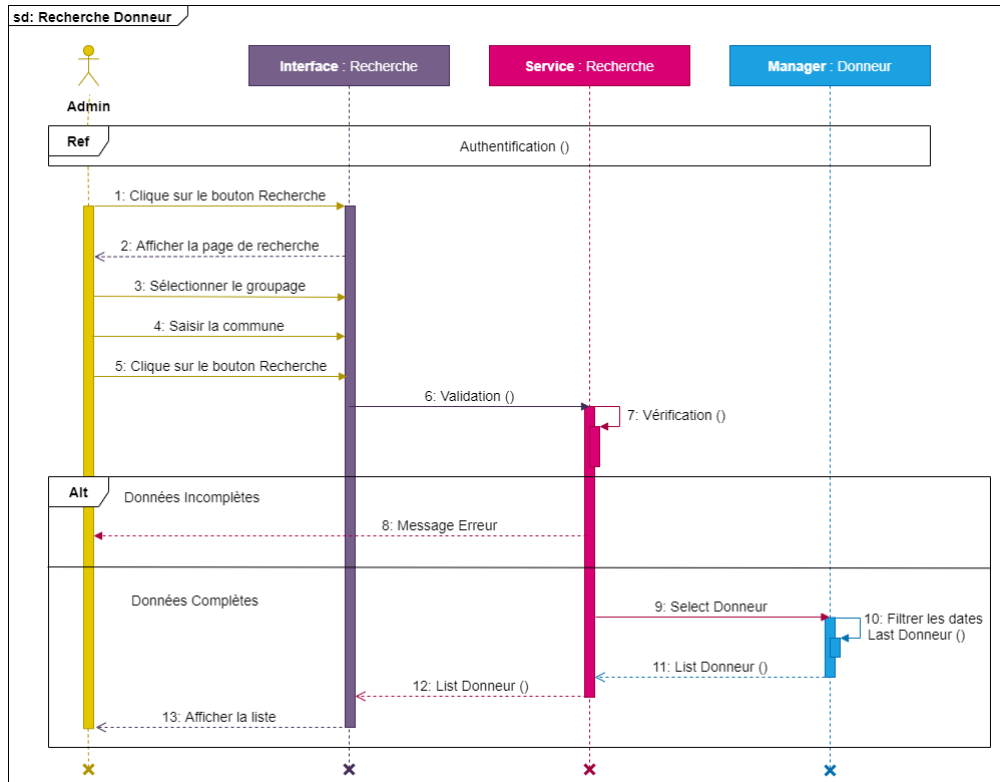 sd: Recherche Donneur
Interface : Recherche
Service : Recherche
Manager : Donneur
Admin
Ref
Authentification ()
1: Clique sur le bouton Recherche
2: Afficher la page de recherche
3: Sélectionner le groupage
4: Saisir la commune
5: Clique sur le bouton Recherche
6: Validation ()
7: Vérification ()
Alt
Données Incomplètes
8: Message Erreur
Données Complètes
9: Select Donneur
10: Filtrer les dates
Last Donneur ()
11: List Donneur ()
12: List Donneur ()
13: Afficher la liste